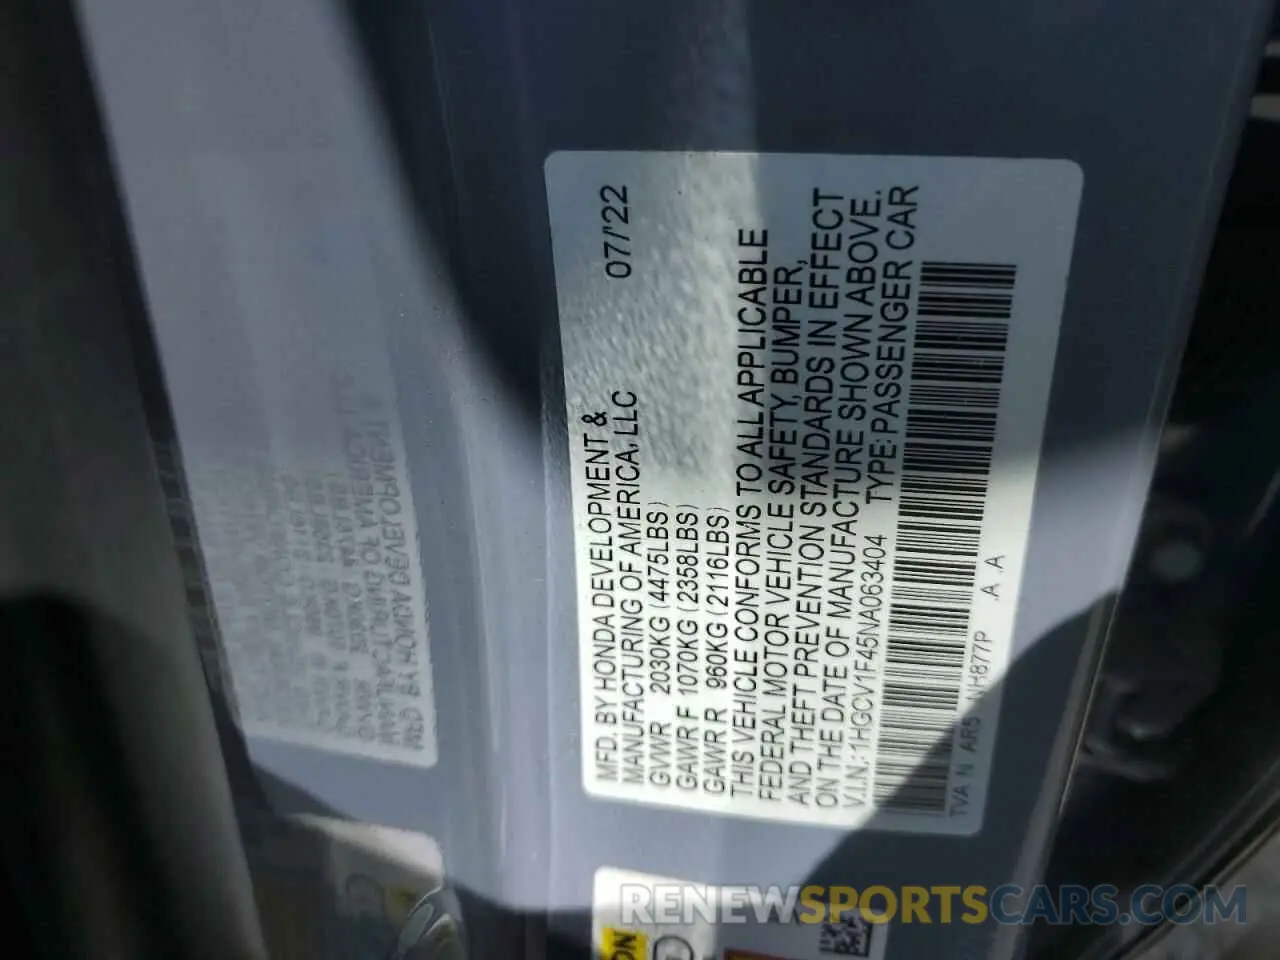 MFD. BY HONDA DEVELOPMENT &
MANUFACTURING OF AMERICA, LLC 07/'22
GVWR 2030KG (4475LBS)
GAWR F 1070KG (2358LBS)
GAWR R 960KG (2116LBS)
THIS VEHICLE CONFORMS TO ALL APPLICABLE
FEDERAL MOTOR VEHICLE SAFETY, BUMPER,
AND THEFT PREVENTION STANDARDS IN EFFECT
ON THE DATE OF MANUFACTURE SHOWN ABOVE.
V.I.N.: 1HGCV1F45NA063404 TYPE: PASSENGER CAR
TVA N AR5 NH877P .A .A
RENEWSPORTSCARS.COM